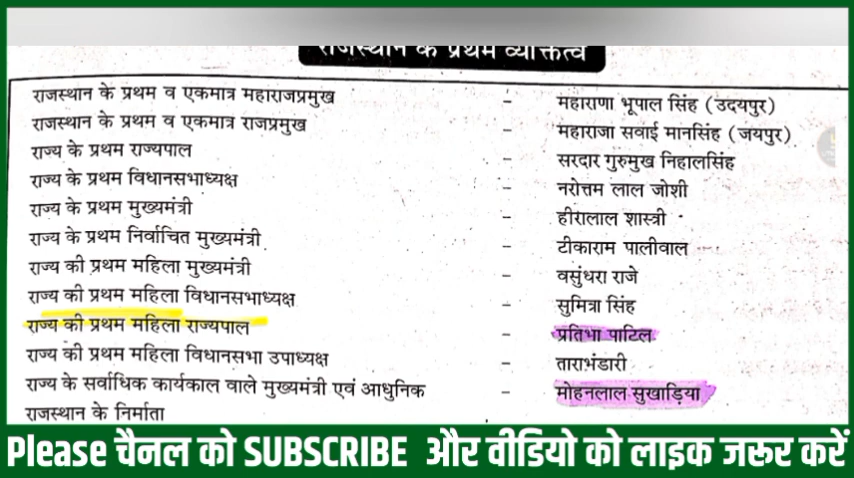 राजस्थान के प्रथम व्यक्तित्व
राजस्थान के प्रथम व एकमात्र महाराजप्रमुख - महाराणा भूपाल सिंह (उदयपुर)
राजस्थान के प्रथम व एकमात्र राजप्रमुख - महाराजा सवाई मानसिंह (जयपुर)
राज्य के प्रथम राज्यपाल - सरदार गुरुमुख निहालसिंह
राज्य के प्रथम विधानसभाध्यक्ष - नरोत्तम लाल जोशी
राज्य के प्रथम मुख्यमंत्री - हीरालाल शास्त्री
राज्य के प्रथम निर्वाचित मुख्यमंत्री - टीकाराम पालीवाल
राज्य की प्रथम महिला मुख्यमंत्री - वसुंधरा राजे
राज्य की प्रथम महिला विधानसभाध्यक्ष - सुमित्रा सिंह
राज्य की प्रथम महिला राज्यपाल - प्रतिभा पाटिल
राज्य की प्रथम महिला विधानसभा उपाध्यक्ष - ताराभंडारी
राज्य के सर्वाधिक कार्यकाल वाले मुख्यमंत्री एवं आधुनिक - मोहनलाल सुखाड़िया
राजस्थान के निर्माता
Please चैनल को SUBSCRIBE और वीडियो को लाइक जरूर करें